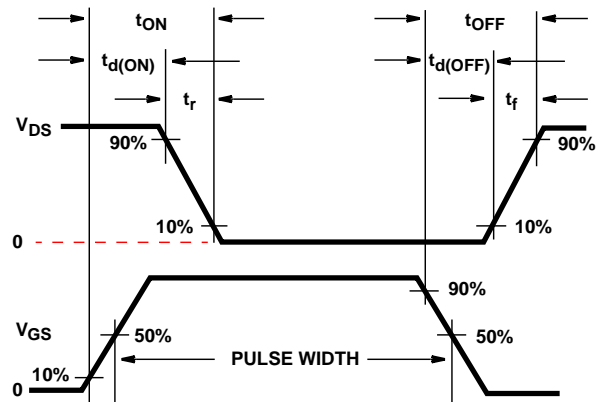 tON
tOFF
td(ON)
td(OFF)
tr
tf
VDS
90%
90%
10%
10%
0
90%
VGS
50%
50%
PULSE WIDTH
10%
0